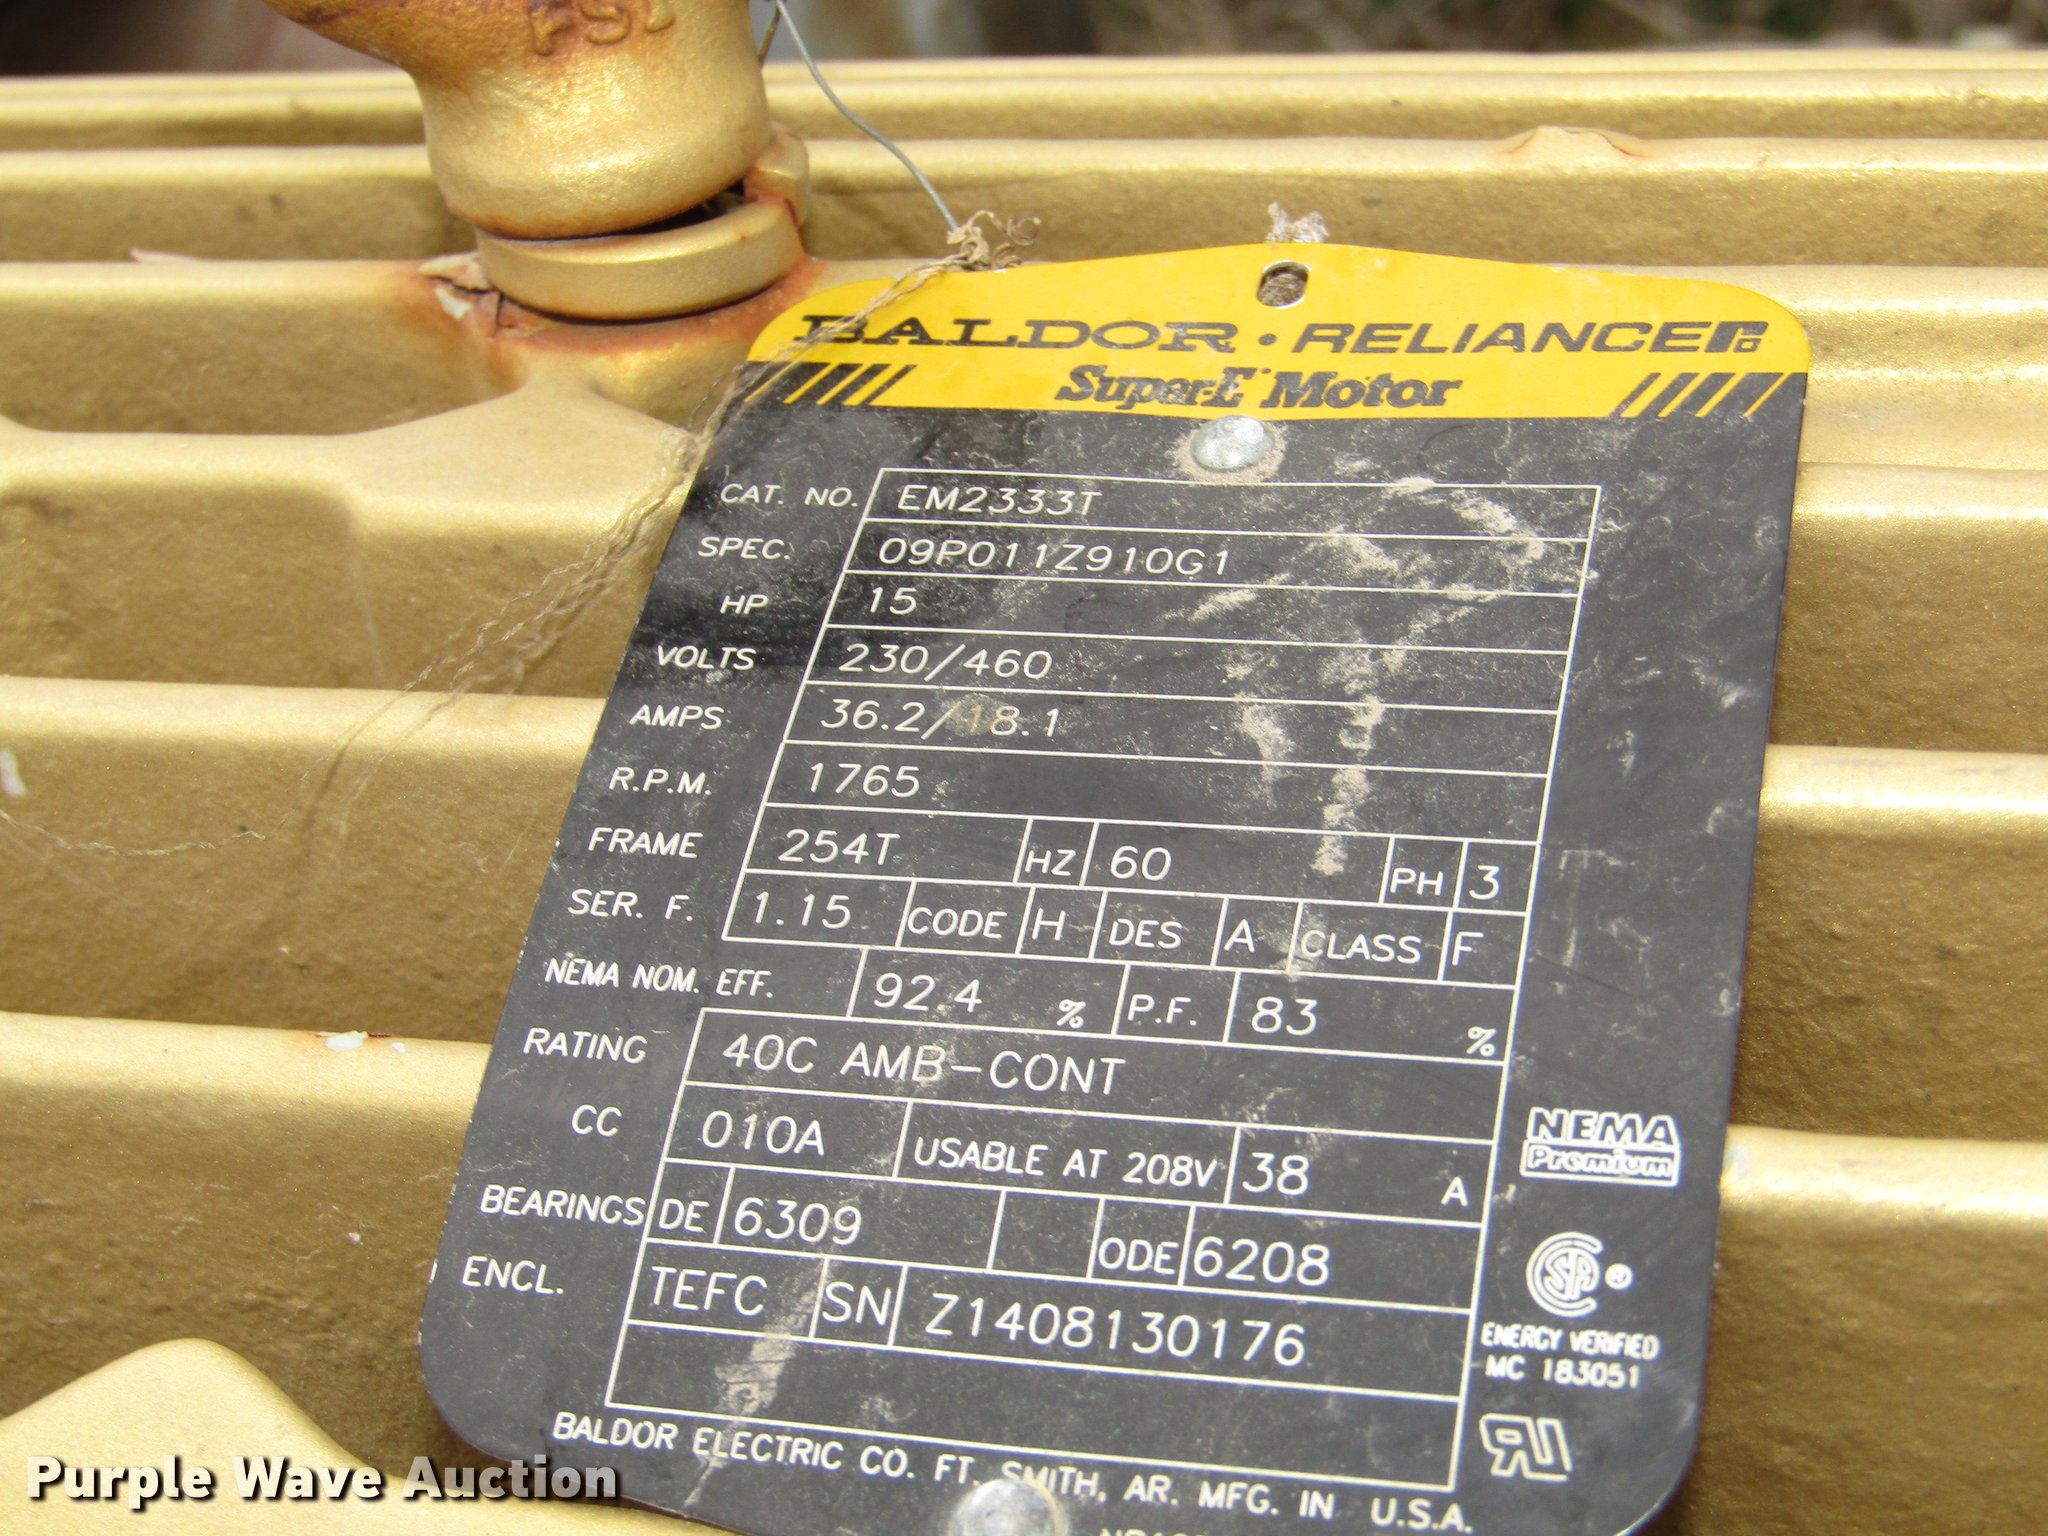 FSL
BALDOR • RELIANCER
Super-E Motor
CAT. NO. EM2333T
SPEC. 09P011Z910G1
HP 15
VOLTS 230/460
AMPS 36.2/18.1
R.P.M. 1765
FRAME 254T HZ 60 PH 3
SER. F. 1.15 CODE H DES A CLASS F
NEMA NOM. EFF. 92.4 % P.F. 83 %
RATING 40C AMB-CONT
CC 010A USABLE AT 208V 38 A
BEARINGS DE 6309 ODE 6208
ENCL. TEFC SN Z1408130176
NEMA
Premium
CSA ®
ENERGY VERIFIED
MC 183051
BALDOR ELECTRIC CO. FT. SMITH, AR. MFG. IN U.S.A.
Purple Wave Auction